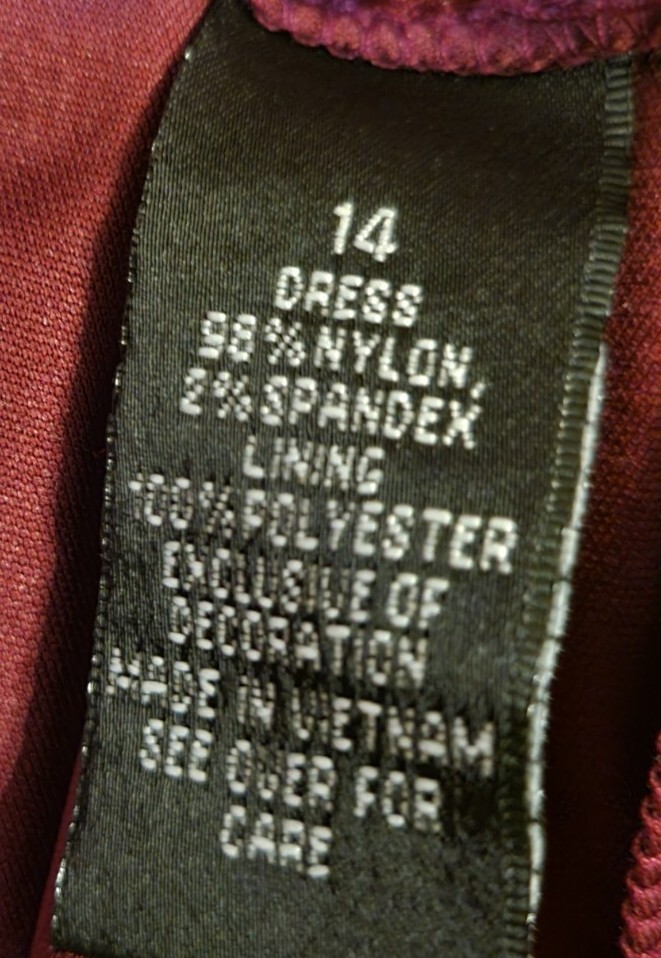 14
DRESS
98% NYLON,
2% SPANDEX
LINING
100% POLYESTER
EXCLUSIVE OF
DECORATION
MADE IN VIETNAM
SEE OVER FOR
CARE